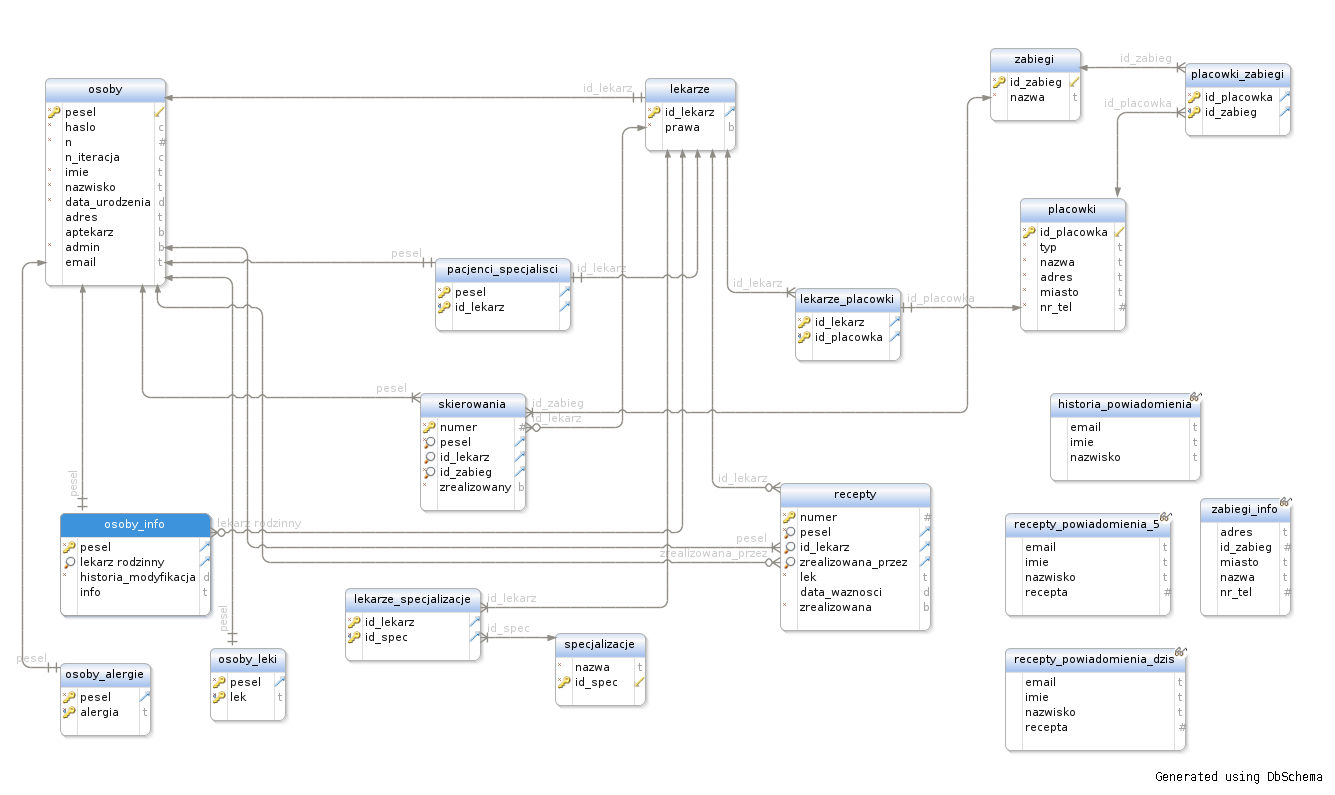 osoby
pesel
haslo c
n #
n_iteracja c
imie t
nazwisko t
data_urodzenia d
adres t
aptekarz b
admin b
email t
id_lekarz
lekarze
id_lekarz
prawa b
zabiegi
id_zabieg
nazwa t
id_zabieg
id_placowka
placowki_zabiegi
id_placowka
id_zabieg
placowki
id_placowka
typ t
nazwa t
adres t
miasto t
nr_tel #
pesel
pacjenci_specjalisci
pesel
id_lekarz
id_lekarz
id_lekarz
lekarze_placowki
id_lekarz
id_placowka
id_placowka
pesel
skierowania
numer #
pesel
id_lekarz
id_zabieg
zrealizowany b
id_zabieg
id_lekarz
historia_powiadomienia
email t
imie t
nazwisko t
pesel
osoby_info
pesel
lekarz rodzinny
historia_modyfikacja d
info t
lekarz rodzinny
id_lekarz
pesel
zrealizowana_przez
recepty
numer #
pesel
id_lekarz
zrealizowana_przez
lek t
data_waznosci d
zrealizowana b
recepty_powiadomienia_5
email t
imie t
nazwisko t
recepta #
zabiegi_info
adres t
id_zabieg #
miasto t
nazwa t
nr_tel #
lekarze_specjalizacje
id_lekarz
id_spec
id_lekarz
id_spec
specjalizacje
nazwa t
id_spec
pesel
osoby_leki
pesel
lek t
pesel
osoby_alergie
pesel
alergia t
recepty_powiadomienia_dzis
email t
imie t
nazwisko t
recepta #
Generated using DbSchema